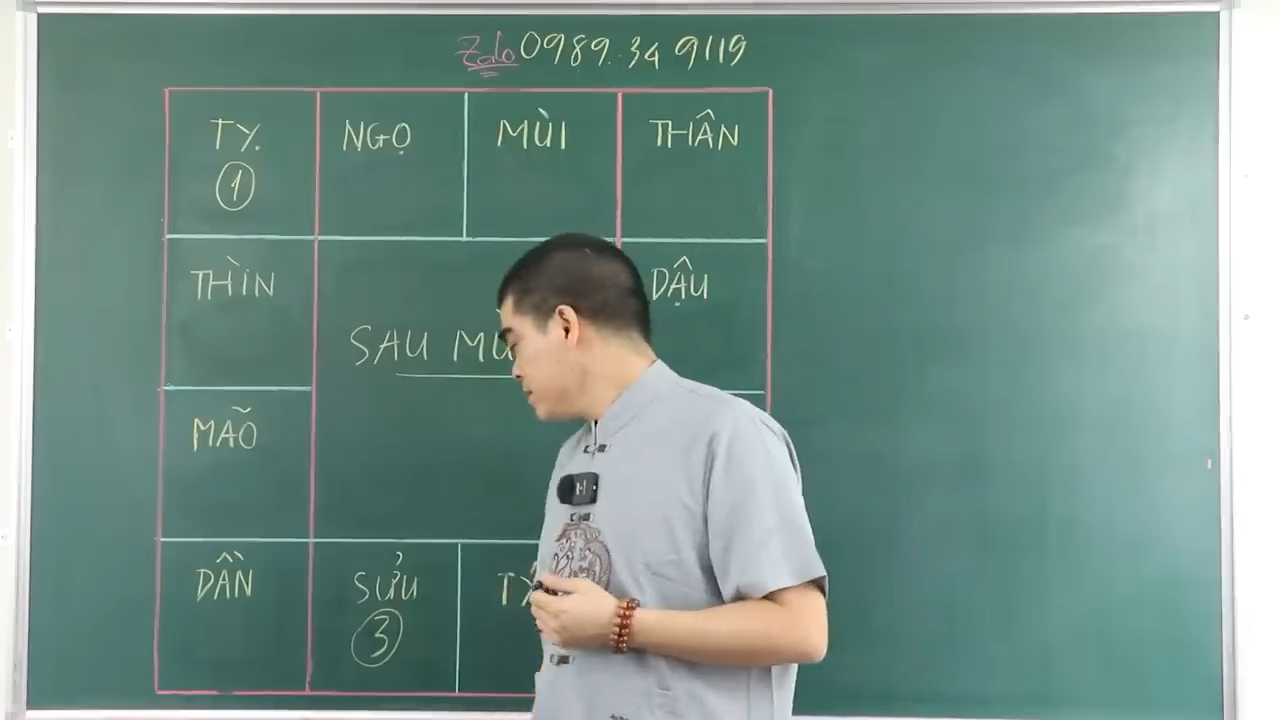 Zalo 0989.34 9119
TỴ. NGỌ MÙI THÂN
1
THÌN DẬU
SAU
MÃO
DẦN SỬU
3